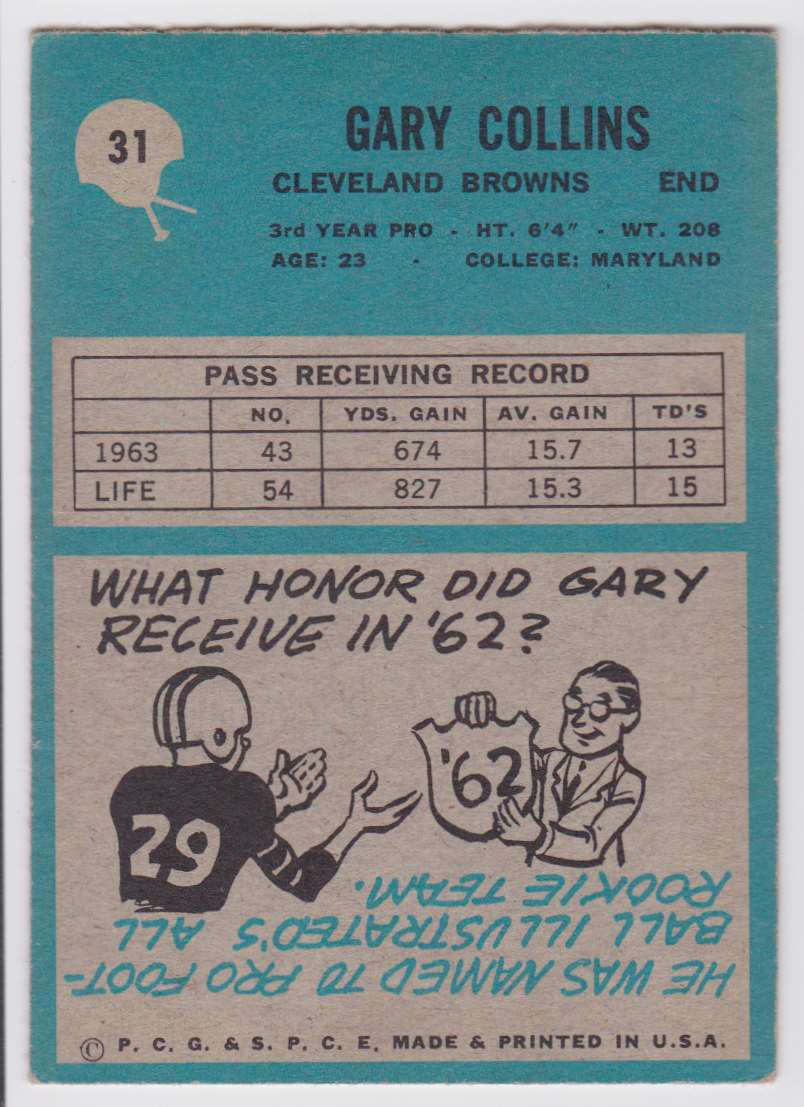 31
GARY COLLINS
CLEVELAND BROWNS END
3rd YEAR PRO - HT. 6'4" - WT. 208
AGE: 23 - COLLEGE: MARYLAND
PASS RECEIVING RECORD
NO. YDS. GAIN AV. GAIN TD'S
1963 43 674 15.7 13
LIFE 54 827 15.3 15
WHAT HONOR DID GARY
RECEIVE IN '62?
'62
29
HE WAS NAMED TO PRO FOOT-
BALL ILLUSTRATED'S ALL
ROOKIE TEAM.
© P. C. G. & S. P. C. E. MADE & PRINTED IN U.S.A.